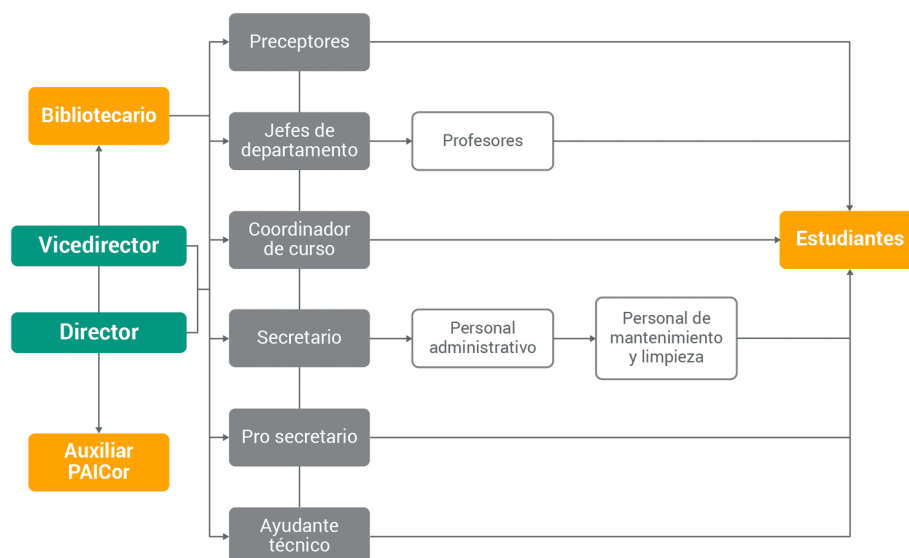 Preceptores
Bibliotecario
Jefes de
departamento
Profesores
Vicedirector
Coordinador
de curso
Estudiantes
Director
Secretario
Personal
administrativo
Personal de
mantenimiento
y limpieza
Auxiliar
PAICor
Pro secretario
Ayudante
técnico